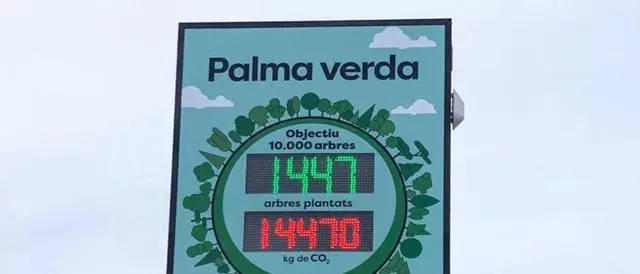 Palma verda
Objectiu
10.000 arbres
1447
arbres plantats
14470
kg de CO₂